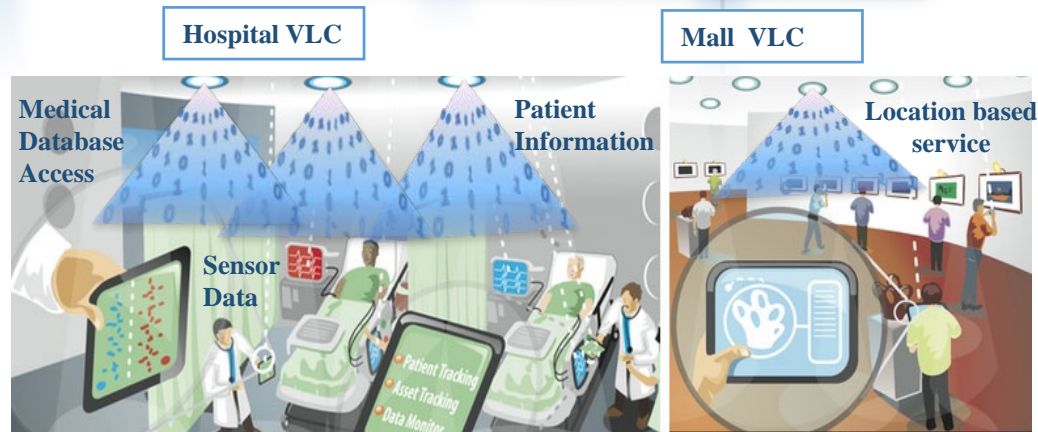 Hospital VLC
Mall VLC
Medical
Database
Access
Patient
Information
Sensor
Data
Patient Tracking
Asset Tracking
Data Monitor
Location based
service